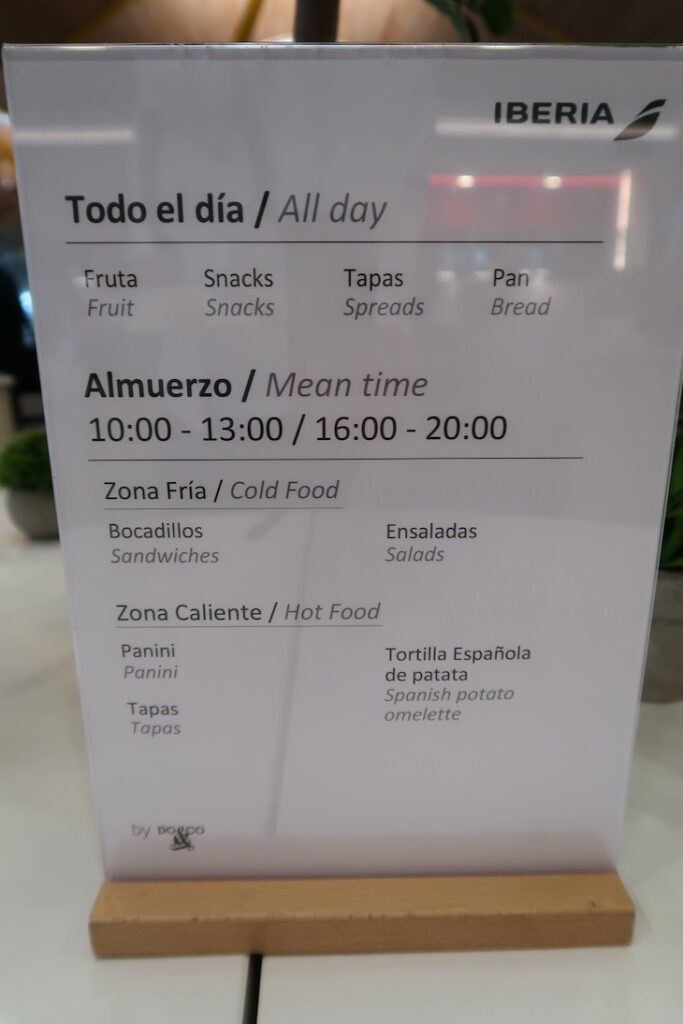 IBERIA
Todo el día / All day
Fruta Snacks Tapas Pan
Fruit Snacks Spreads Bread
Almuerzo / Mean time
10:00 - 13:00 / 16:00 - 20:00
Zona Fría / Cold Food
Bocadillos Ensaladas
Sandwiches Salads
Zona Caliente / Hot Food
Panini
Panini
Tortilla Española
de patata
Spanish potato
omelette
Tapas
Tapas
by